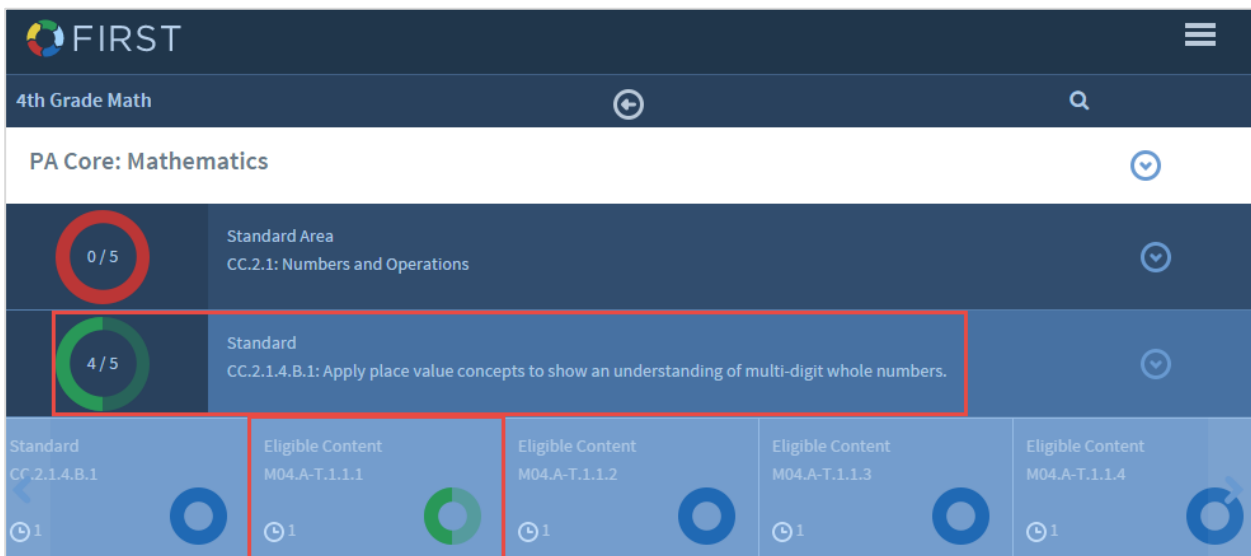 FIRST
4th Grade Math
PA Core: Mathematics
0 / 5
Standard Area
CC.2.1: Numbers and Operations
4 / 5
Standard
CC.2.1.4.B.1: Apply place value concepts to show an understanding of multi-digit whole numbers.
Standard
CC.2.1.4.B.1
1
Eligible Content
M04.A-T.1.1.1
1
Eligible Content
M04.A-T.1.1.2
1
Eligible Content
M04.A-T.1.1.3
1
Eligible Content
M04.A-T.1.1.4
1